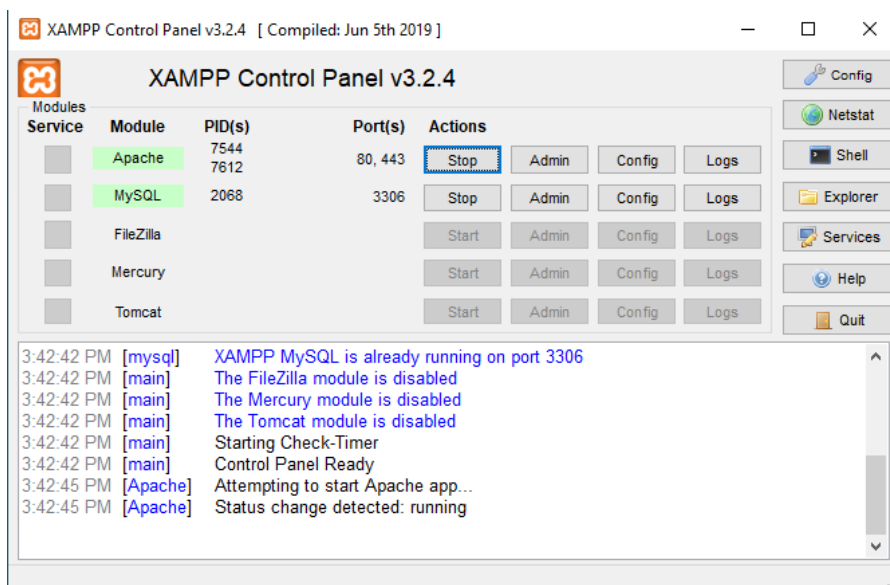 XAMPP Control Panel v3.2.4 [ Compiled: Jun 5th 2019 ]
XAMPP Control Panel v3.2.4
Config
Modules
Service Module PID(s) Port(s) Actions
Netstat
Apache 7544 7612 80, 443 Stop Admin Config Logs
Shell
MySQL 2068 3306 Stop Admin Config Logs
Explorer
FileZilla Start Admin Config Logs
Services
Mercury Start Admin Config Logs
Help
Tomcat Start Admin Config Logs
Quit
3:42:42 PM [mysql] XAMPP MySQL is already running on port 3306
3:42:42 PM [main] The FileZilla module is disabled
3:42:42 PM [main] The Mercury module is disabled
3:42:42 PM [main] The Tomcat module is disabled
3:42:42 PM [main] Starting Check-Timer
3:42:42 PM [main] Control Panel Ready
3:42:45 PM [Apache] Attempting to start Apache app...
3:42:45 PM [Apache] Status change detected: running